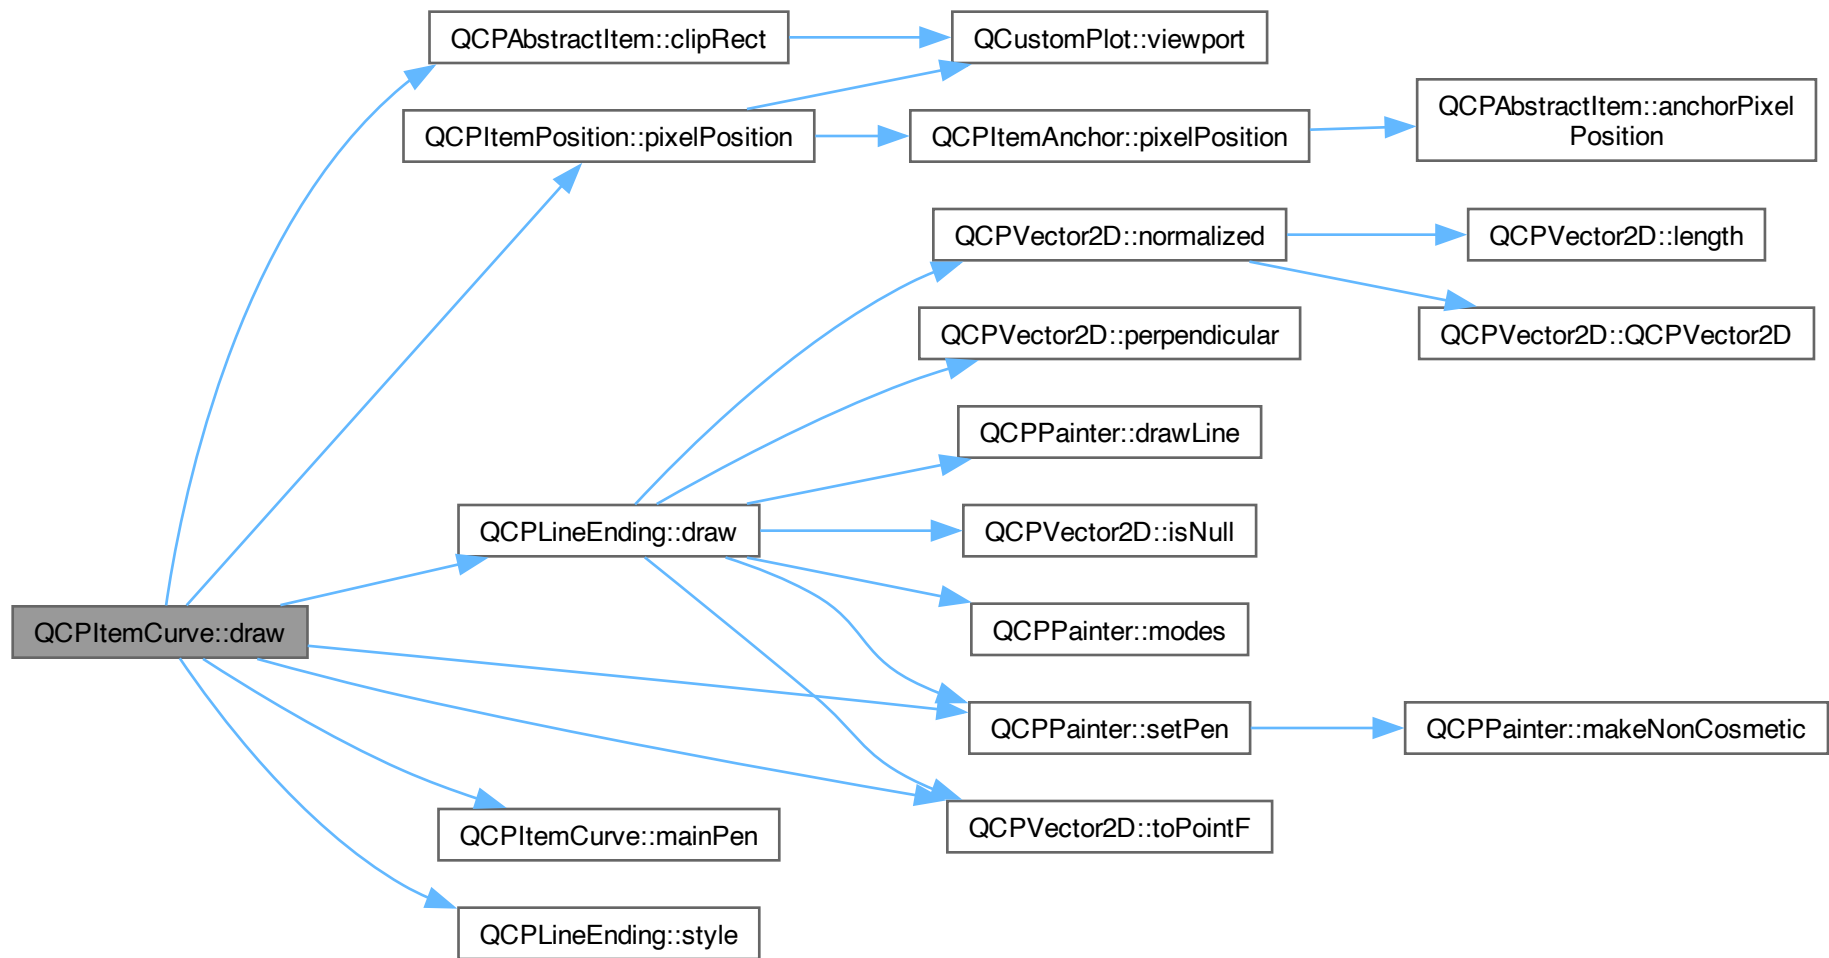 QCPAbstractItem::clipRect
QCustomPlot::viewport
QCPItemPosition::pixelPosition
QCPItemAnchor::pixelPosition
QCPAbstractItem::anchorPixel
Position
QCPVector2D::normalized
QCPVector2D::length
QCPVector2D::perpendicular
QCPVector2D::QCPVector2D
QCPPainter::drawLine
QCPLineEnding::draw
QCPVector2D::isNull
QCPItemCurve::draw
QCPPainter::modes
QCPPainter::setPen
QCPPainter::makeNonCosmetic
QCPItemCurve::mainPen
QCPVector2D::toPointF
QCPLineEnding::style